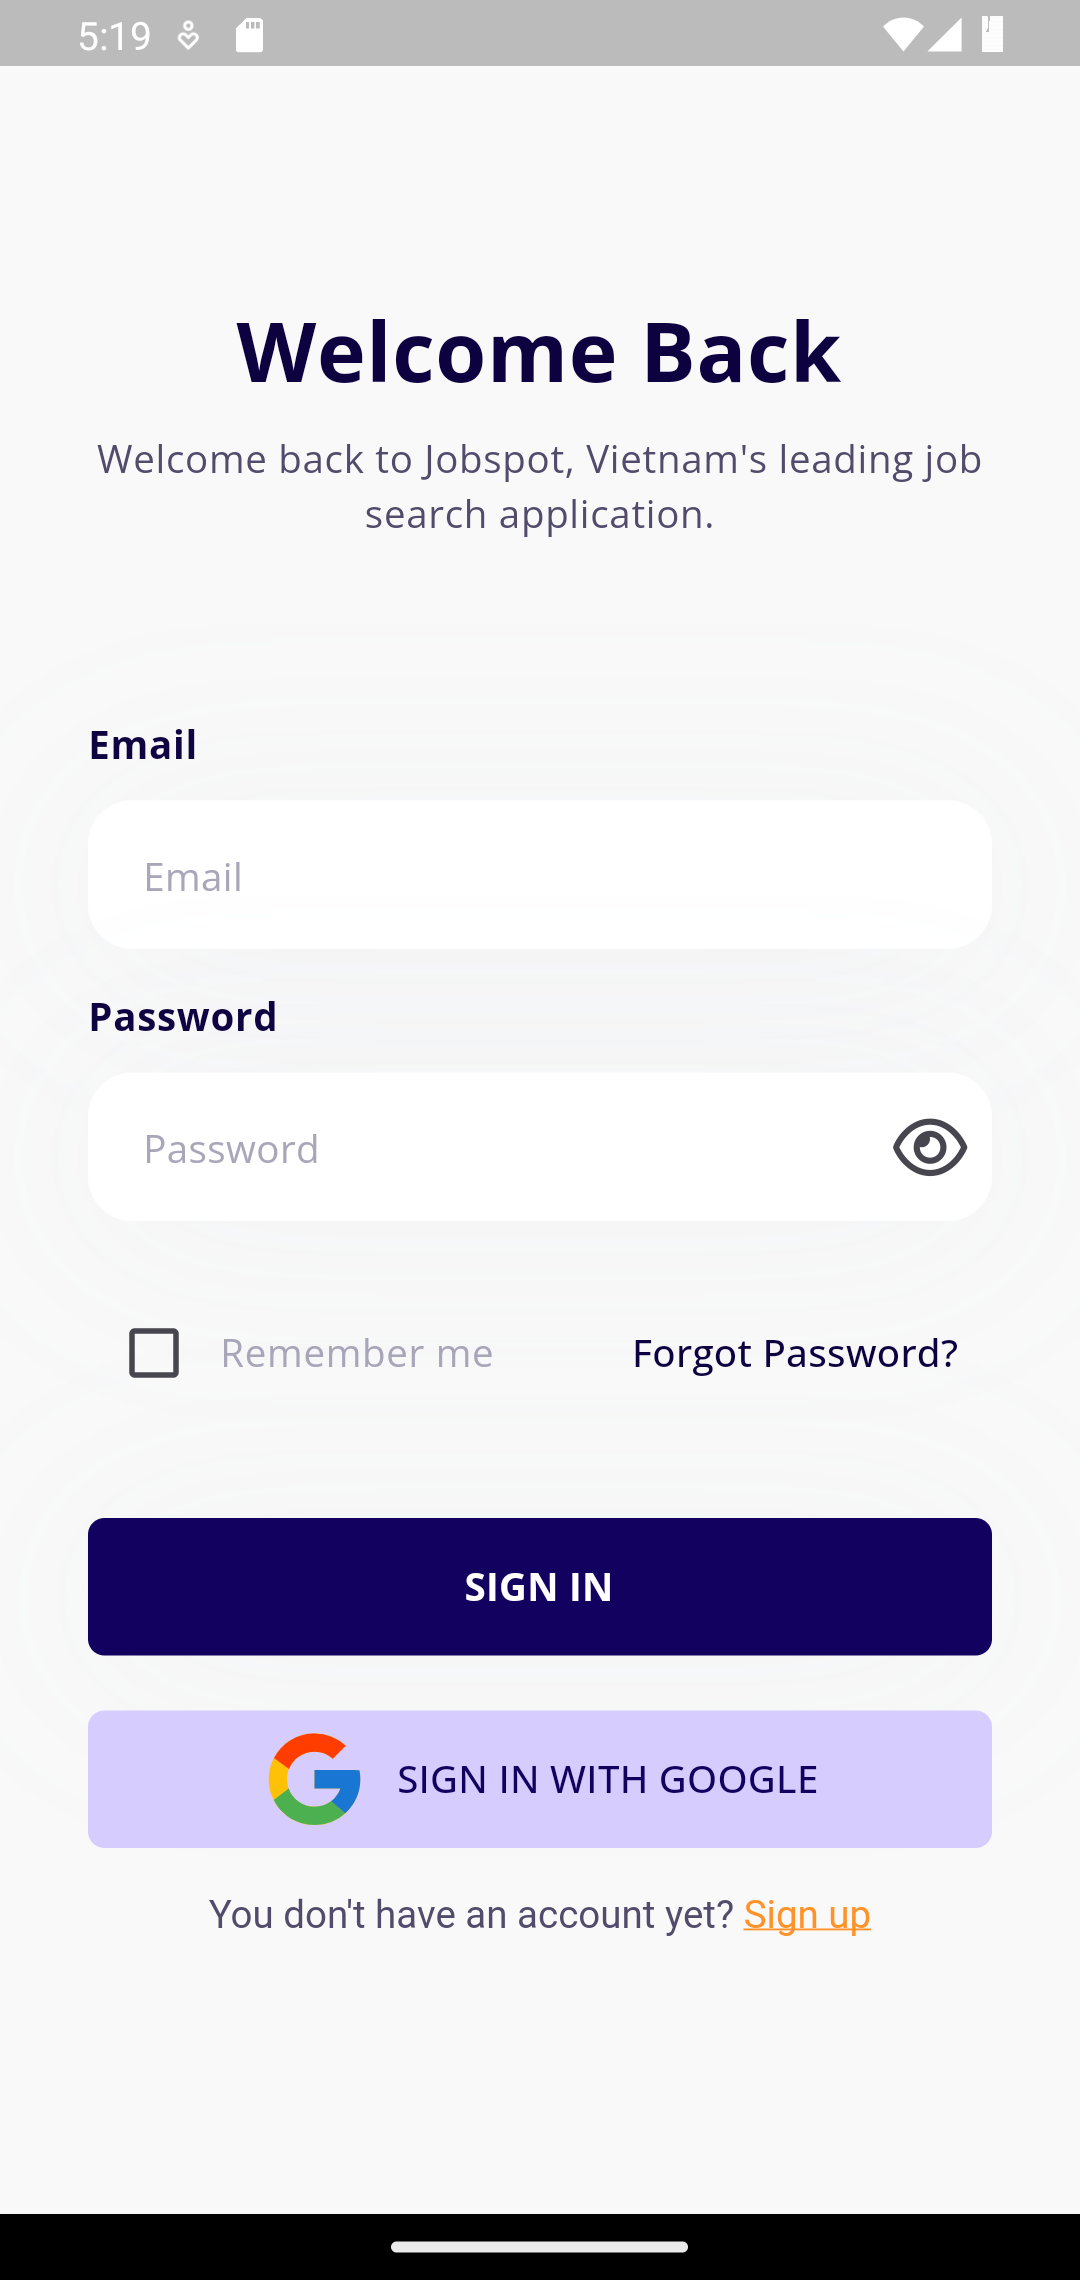 5:19
Welcome Back
Welcome back to Jobspot, Vietnam's leading job
search application.
Email
Email
Password
Password
Remember me
Forgot Password?
SIGN IN
SIGN IN WITH GOOGLE
You don't have an account yet? Sign up